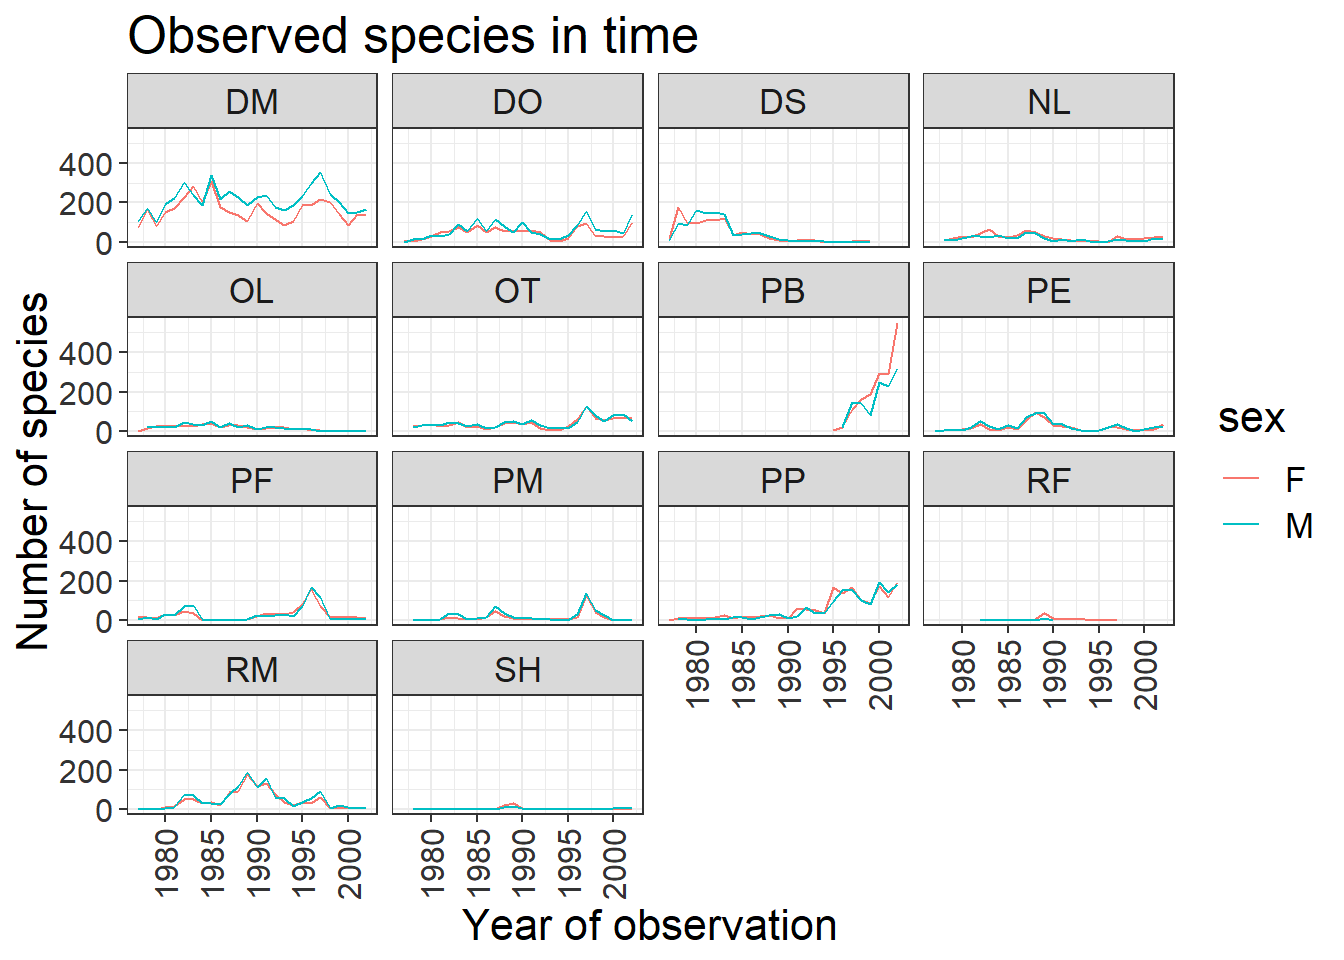 Observed species in time
DM DO DS NL
400
200
0
OL OT PB PE
400
200
0
PF PM PP RF
400
200
0
1980 1985 1990 1995 2000 1980 1985 1990 1995 2000
RM SH
400
200
0
1980 1985 1990 1995 2000 1980 1985 1990 1995 2000
Year of observation
Number of species
sex
F
M